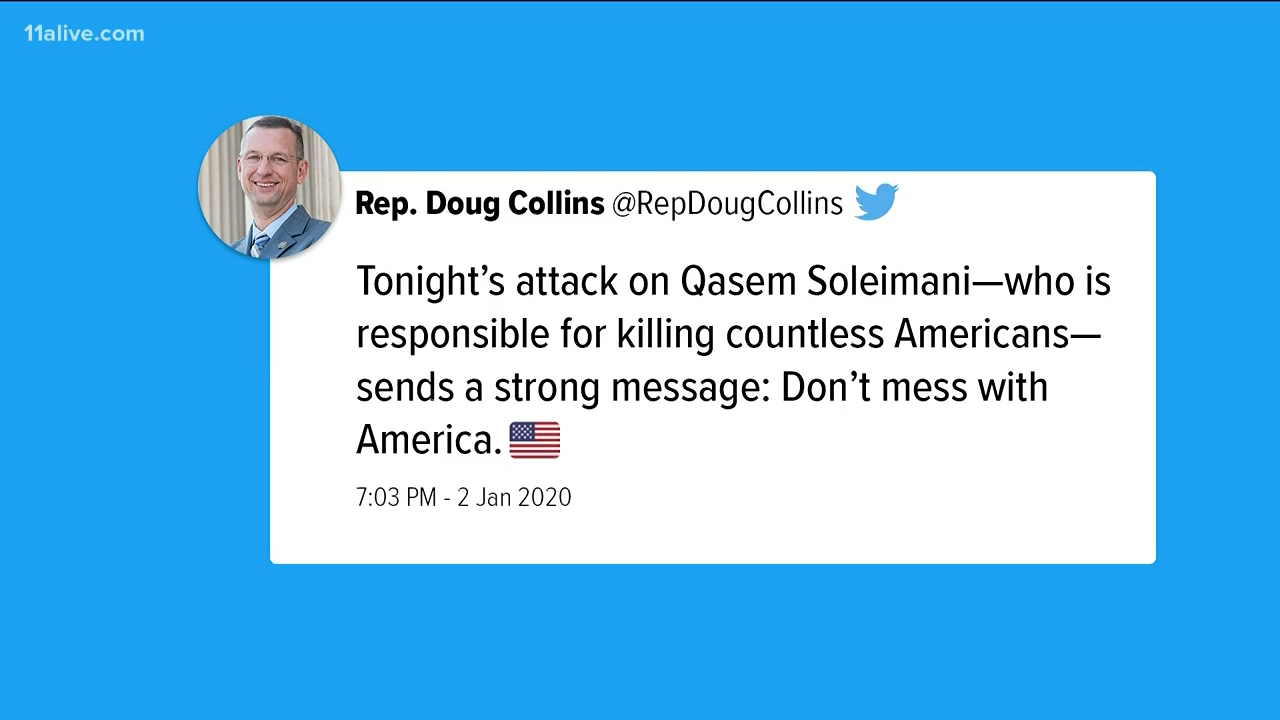 11alive.com
Rep. Doug Collins @RepDougCollins
Tonight’s attack on Qasem Soleimani—who is
responsible for killing countless Americans—
sends a strong message: Don’t mess with
America. 🇺🇸
7:03 PM - 2 Jan 2020